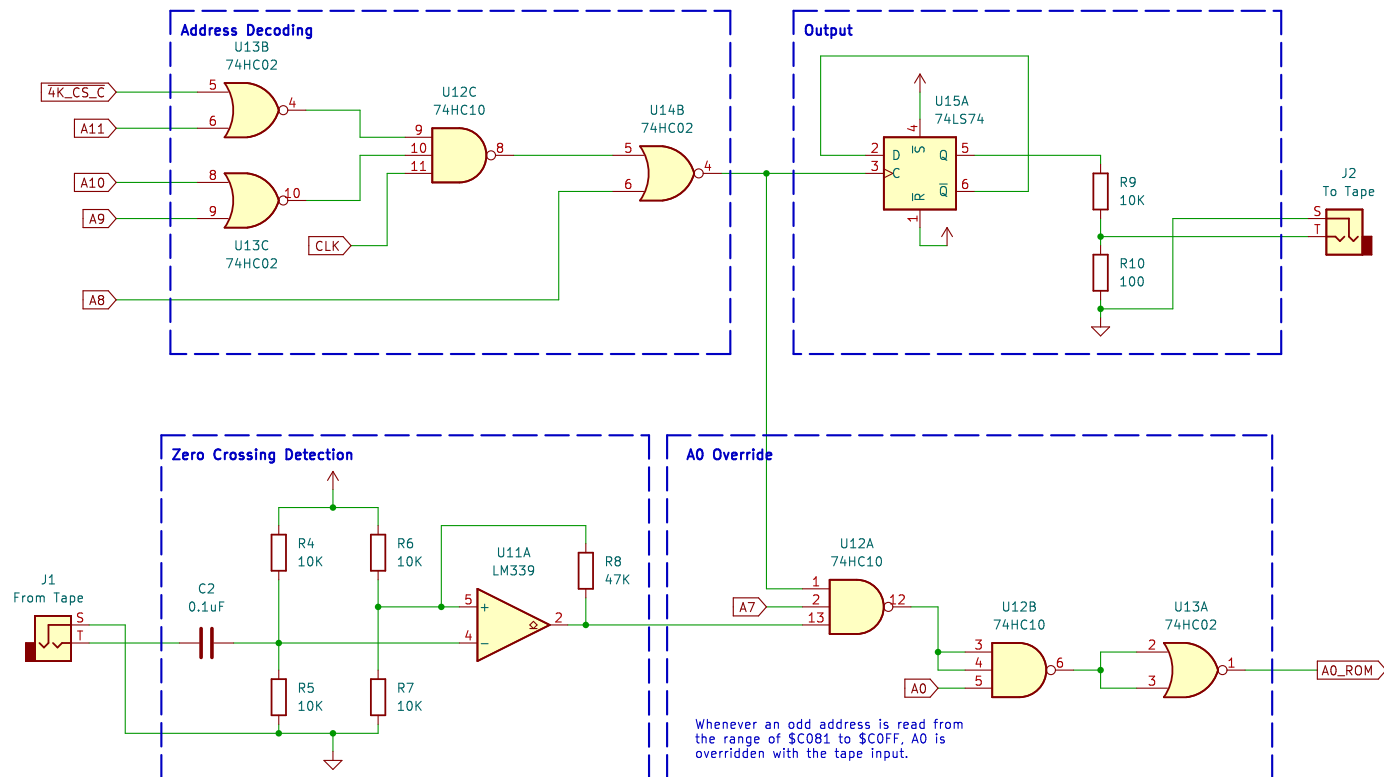 Address Decoding
U13B
74HC02
4K_CS_C
5
4
A11
6
A10
8
10
A9
9
U13C
74HC02
U12C
74HC10
9
10
11
8
CLK
A8
U14B
74HC02
5
6
4
Output
U15A
74LS74
4
S
2
D
Q
5
3
C
Q
6
R
1
R9
10K
R10
100
J2
To Tape
S
T
Zero Crossing Detection
J1
From Tape
S
T
C2
0.1uF
R4
10K
R5
10K
R6
10K
R7
10K
U11A
LM339
5
+
4
-
2
R8
47K
A0 Override
U12A
74HC10
1
A7
2
13
12
U12B
74HC10
3
4
A0
5
6
U13A
74HC02
2
3
1
A0_ROM
Whenever an odd address is read from
the range of $C081 to $C0FF, A0 is
overridden with the tape input.